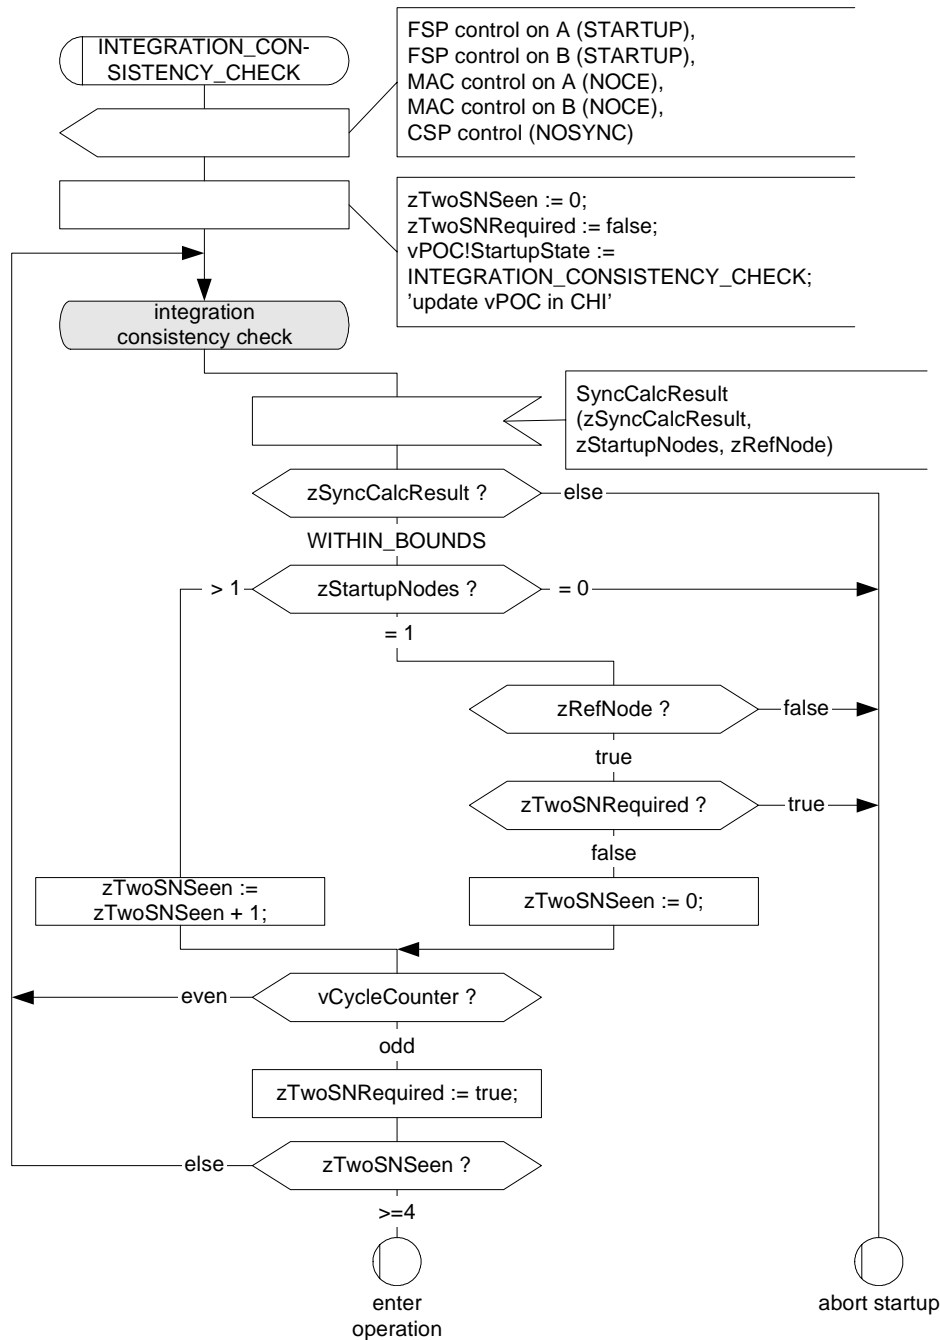 INTEGRATION_CON-
SISTENCY_CHECK
FSP control on A (STARTUP),
FSP control on B (STARTUP),
MAC control on A (NOCE),
MAC control on B (NOCE),
CSP control (NOSYNC)
zTwoSNSeen := 0;
zTwoSNRequired := false;
vPOC!StartupState :=
INTEGRATION_CONSISTENCY_CHECK;
’update vPOC in CHI’
integration
consistency check
SyncCalcResult
(zSyncCalcResult,
zStartupNodes, zRefNode)
zSyncCalcResult ?
else
WITHIN_BOUNDS
> 1
zStartupNodes ?
= 0
= 1
zRefNode ?
false
true
zTwoSNRequired ?
true
false
zTwoSNSeen :=
zTwoSNSeen + 1;
zTwoSNSeen := 0;
even
vCycleCounter ?
odd
zTwoSNRequired := true;
else
zTwoSNSeen ?
>=4
enter
operation
abort startup